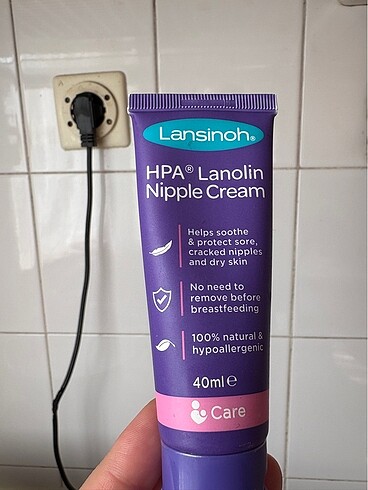 Lansinoh®
HPA® Lanolin
Nipple Cream
Helps soothe
& protect sore,
cracked nipples
and dry skin
No need to
remove before
breastfeeding
100% natural &
hypoallergenic
40ml e
Care